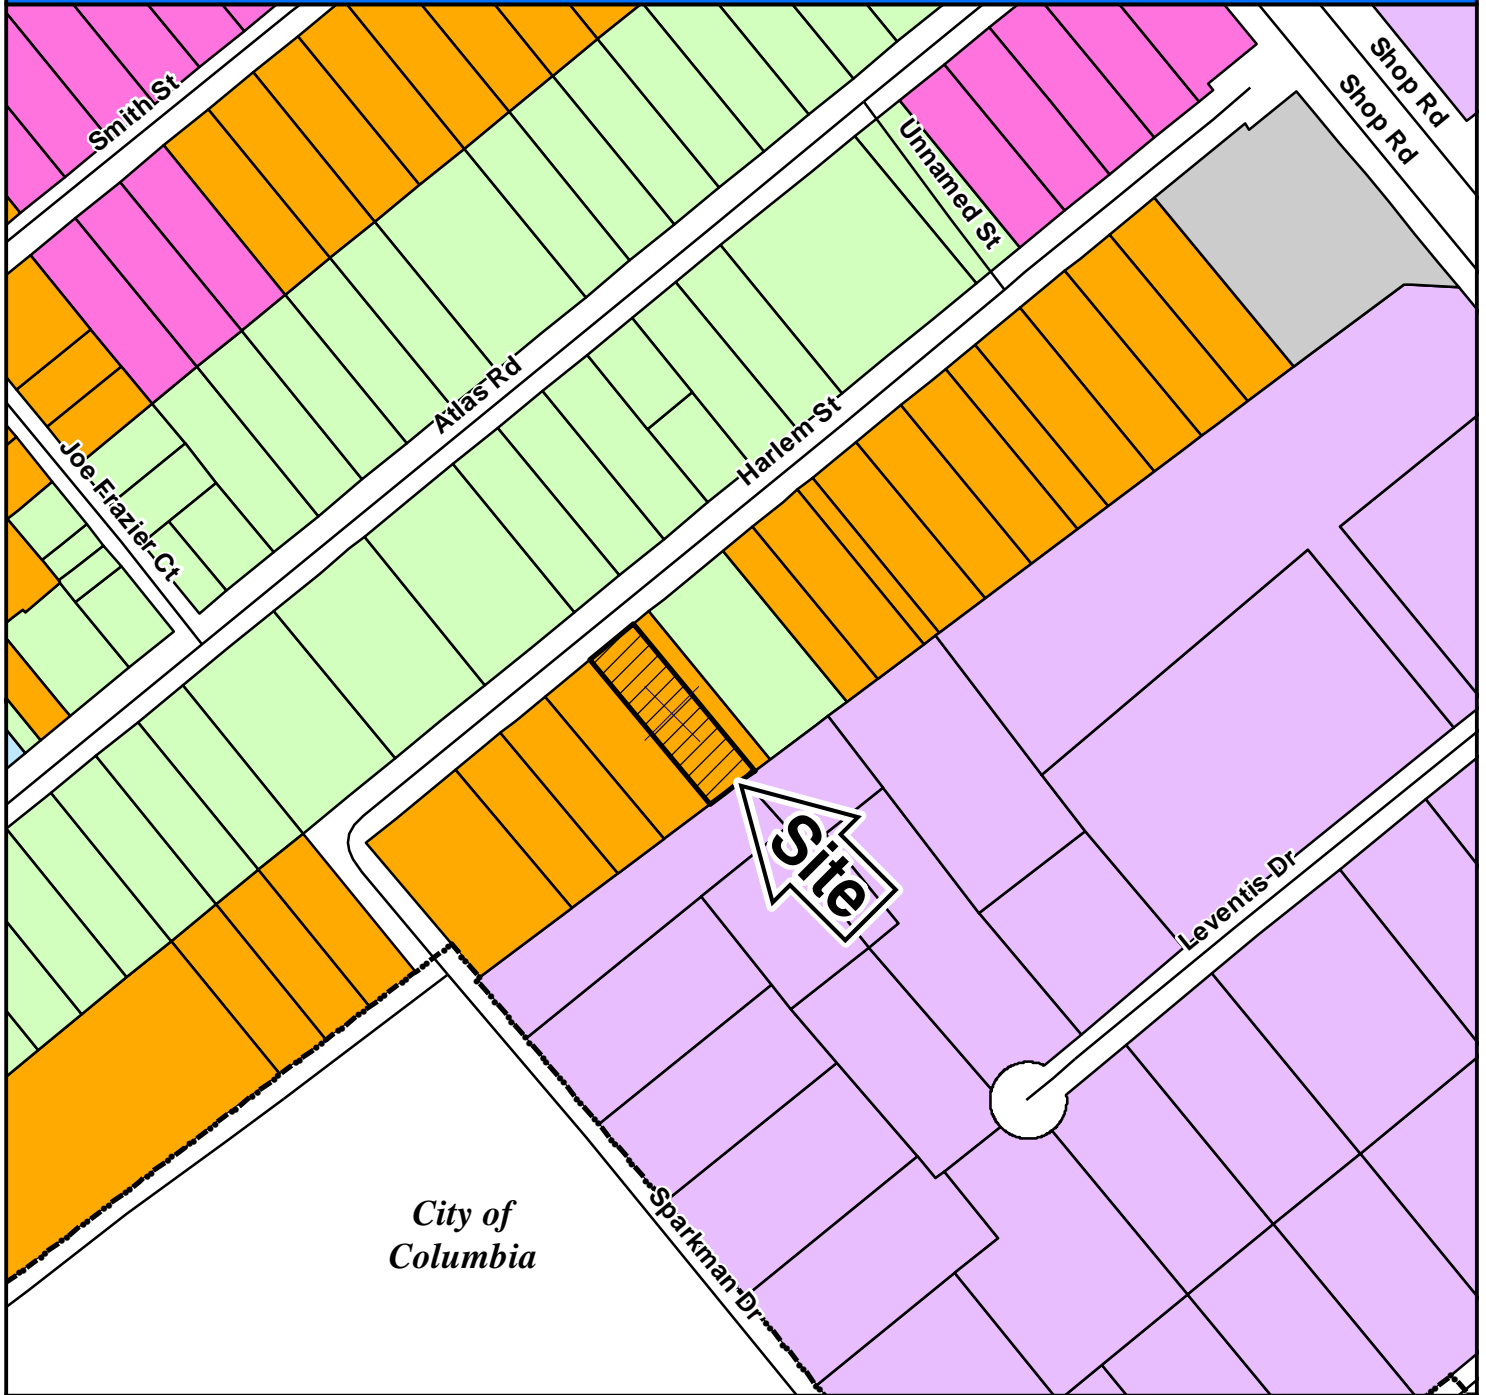 Smith St
Shop Rd
Shop Rd
Unnamed St
Atlas Rd
Harlem St
Joe Frazier Ct
Site
Leventis Dr
Sparkman Dr
City of
Columbia